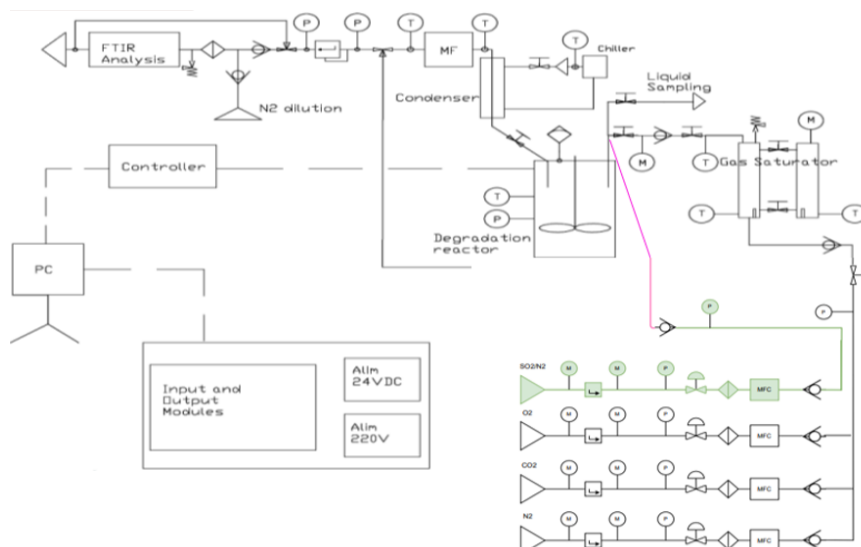 P
P
T
MF
T
T
Chiller
FTIR
Analysis
Condenser
Liquid
Sampling
N2 dilution
M
Controller
M
T
Gas Saturator
T
P
T
T
Degradation
reactor
PC
P
P
SO2/N2
M
M
P
MFC
Input and
Output
Modules
Alim
24VDC
Alim
220V
O2
M
M
P
MFC
CO2
M
M
P
MFC
N2
M
M
P
MFC